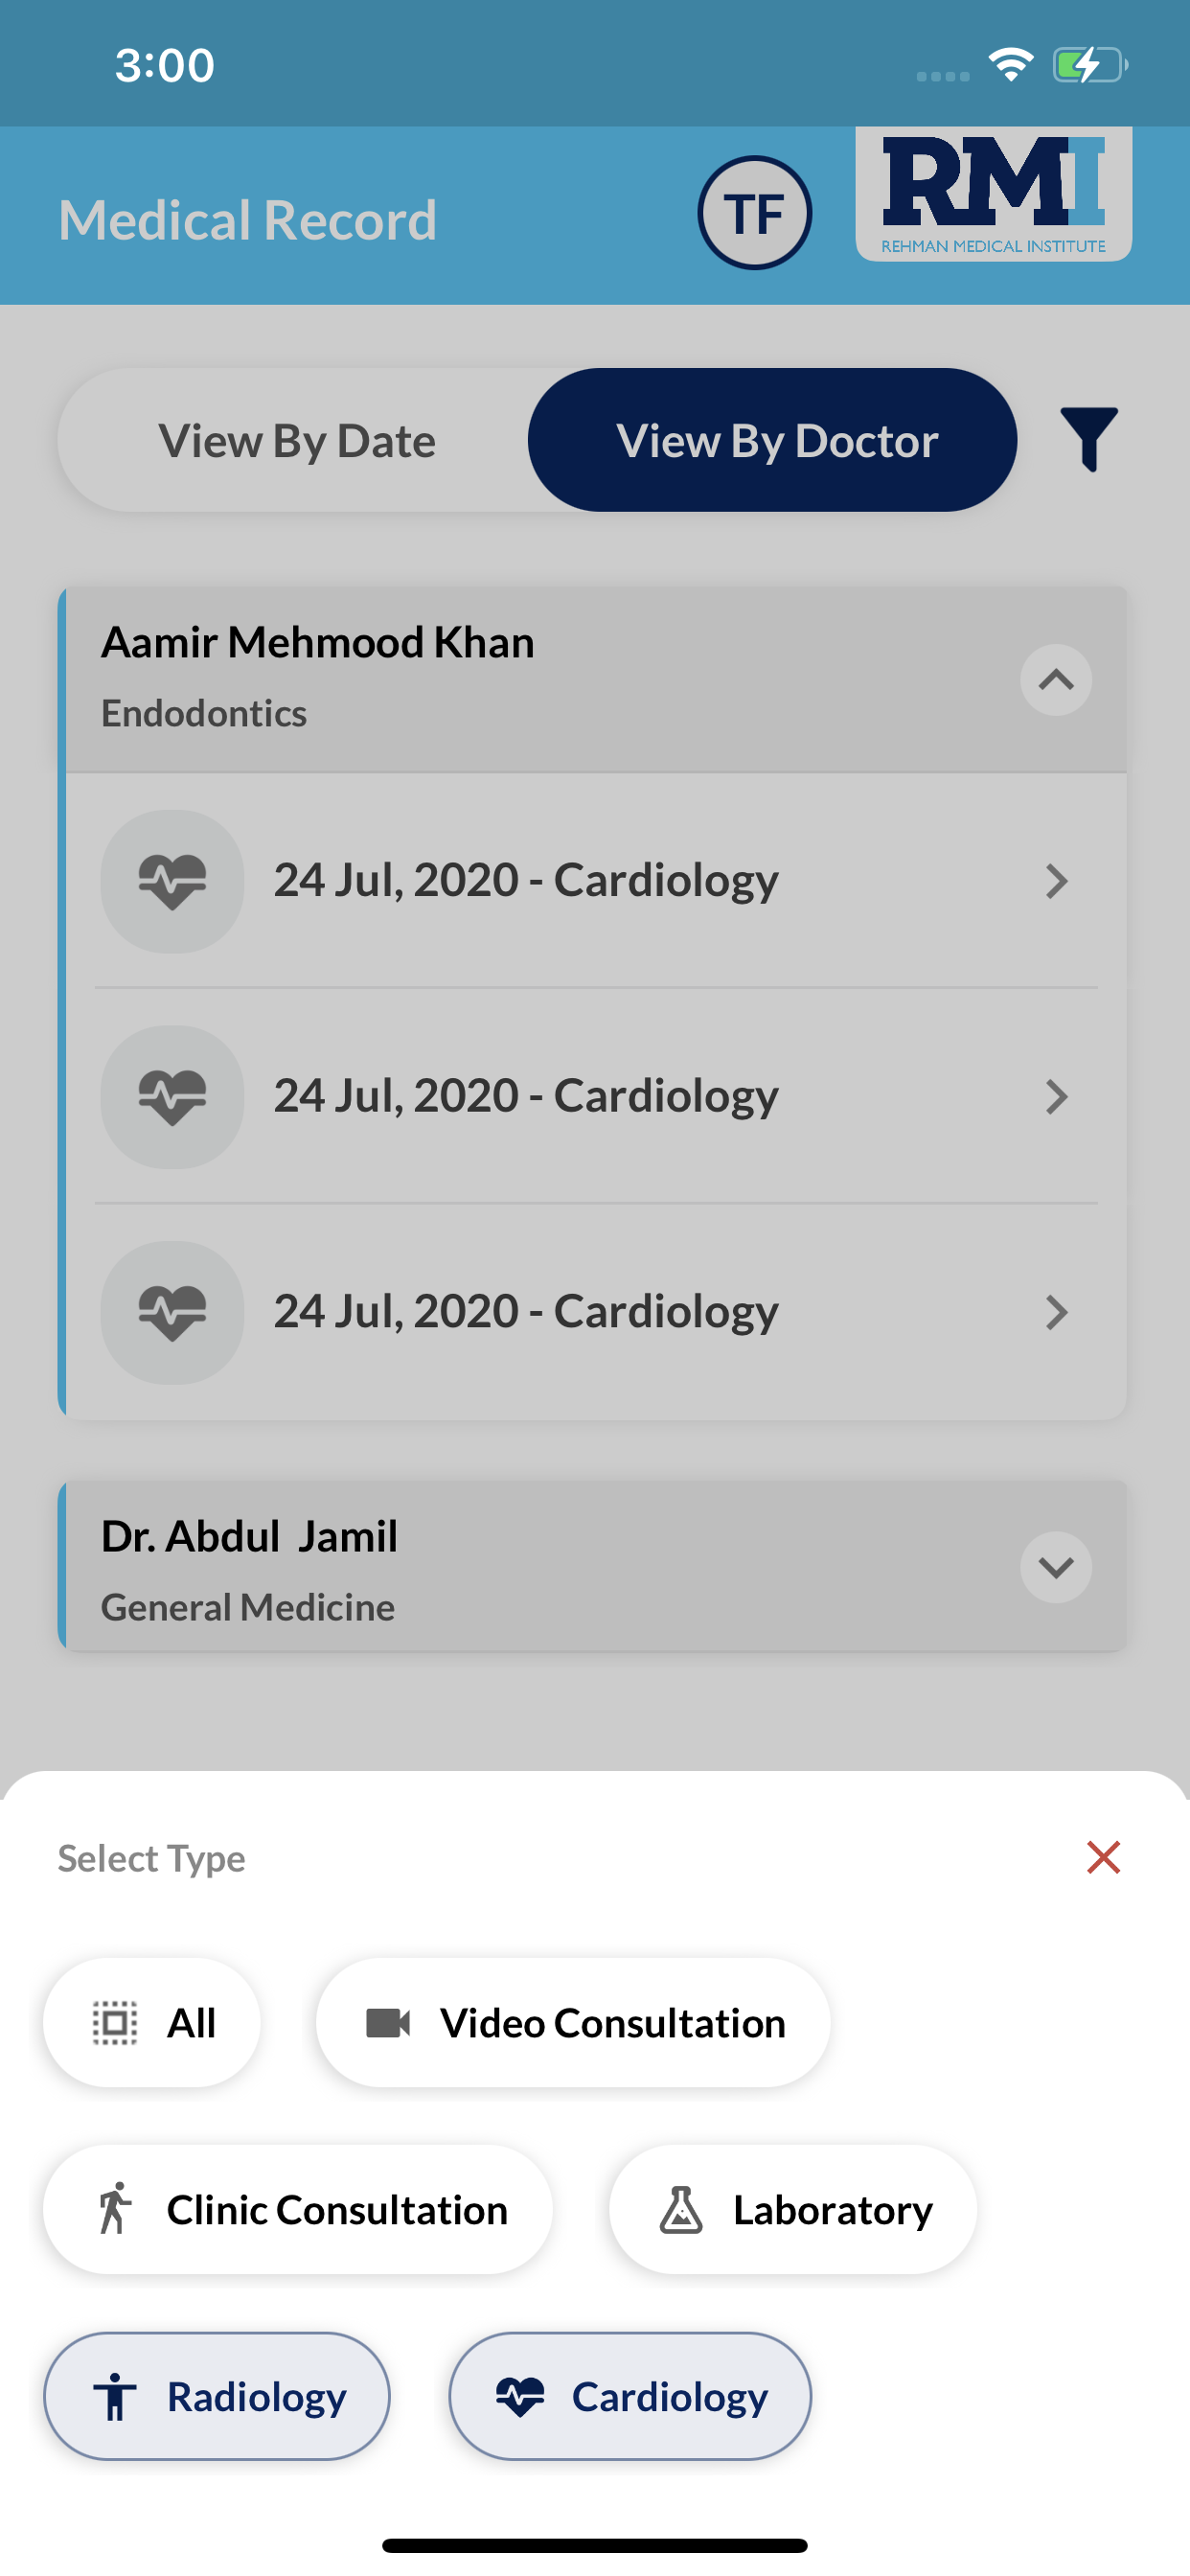 3:00
Medical Record
TF
RMI
REHMAN MEDICAL INSTITUTE
View By Date
View By Doctor
Aamir Mehmood Khan
Endodontics
24 Jul, 2020 - Cardiology
24 Jul, 2020 - Cardiology
24 Jul, 2020 - Cardiology
Dr. Abdul  Jamil
General Medicine
Select Type
All
Video Consultation
Clinic Consultation
Laboratory
Radiology
Cardiology